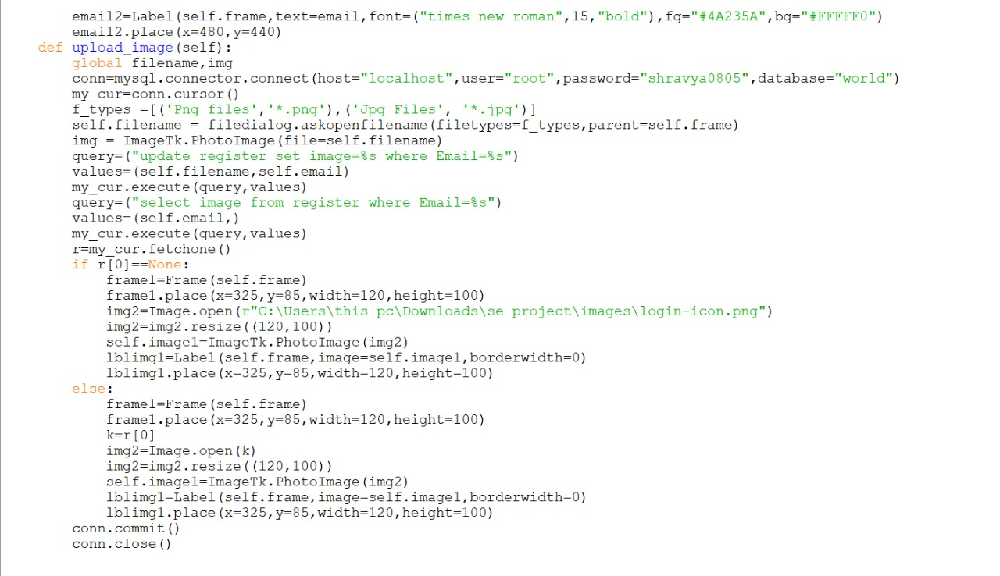 email2=Label(self.frame,text=email,font=("times new roman",15,"bold"),fg="#4A235A",bg="#FFFFF0")
email2.place(x=480,y=440)
def upload_image(self):
global filename,img
conn=mysql.connector.connect(host="localhost",user="root",password="shravya0805",database="world")
my_cur=conn.cursor()
f_types =[('Png files','*.png'),('Jpg Files', '*.jpg')]
self.filename = filedialog.askopenfilename(filetypes=f_types,parent=self.frame)
img = ImageTk.PhotoImage(file=self.filename)
query=("update register set image=%s where Email=%s")
values=(self.filename,self.email)
my_cur.execute(query,values)
query=("select image from register where Email=%s")
values=(self.email,)
my_cur.execute(query,values)
r=my_cur.fetchone()
if r[0]==None:
frame1=Frame(self.frame)
frame1.place(x=325,y=85,width=120,height=100)
img2=Image.open(r"C:\Users\this pc\Downloads\se project\images\login-icon.png")
img2=img2.resize((120,100))
self.image1=ImageTk.PhotoImage(img2)
lblimg1=Label(self.frame,image=self.image1,borderwidth=0)
lblimg1.place(x=325,y=85,width=120,height=100)
else:
frame1=Frame(self.frame)
frame1.place(x=325,y=85,width=120,height=100)
k=r[0]
img2=Image.open(k)
img2=img2.resize((120,100))
self.image1=ImageTk.PhotoImage(img2)
lblimg1=Label(self.frame,image=self.image1,borderwidth=0)
lblimg1.place(x=325,y=85,width=120,height=100)
conn.commit()
conn.close()